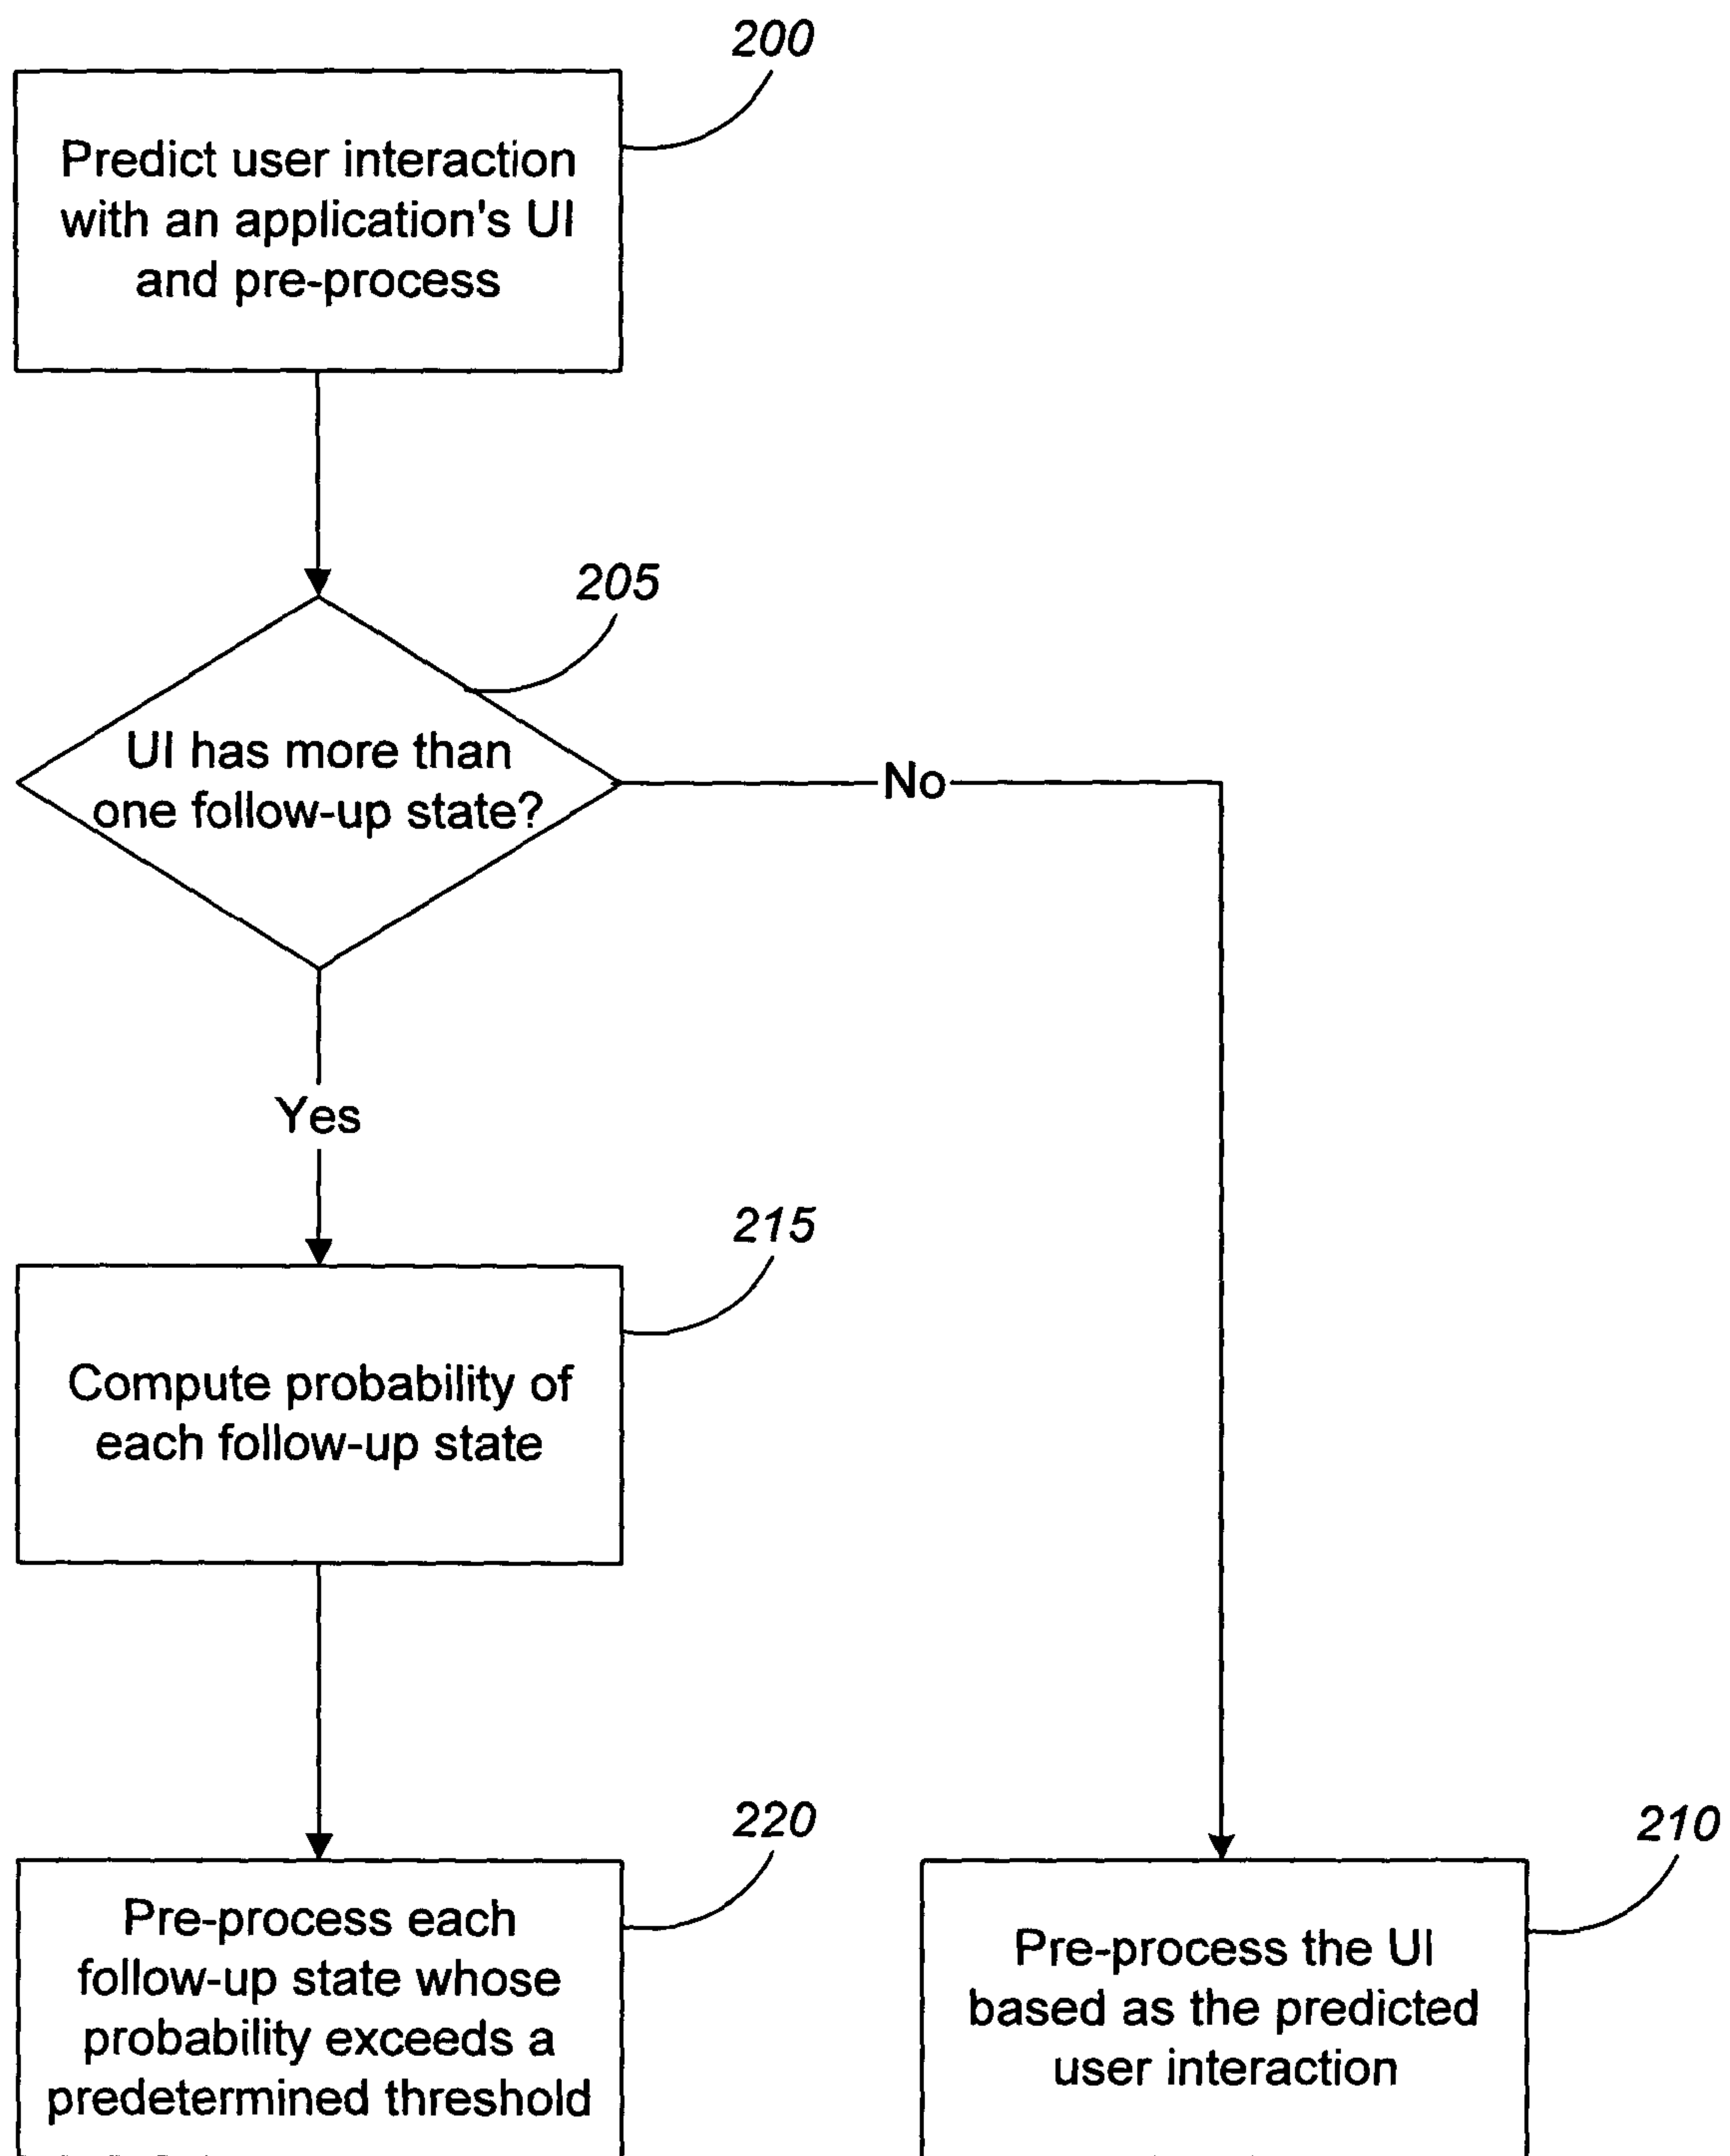 200
Predict user interaction
with an application's UI
and pre-process
205
UI has more than
one follow-up state?
No
Yes
215
Compute probability of
each follow-up state
220
Pre-process each
follow-up state whose
probability exceeds a
predetermined threshold
210
Pre-process the UI
based as the predicted
user interaction